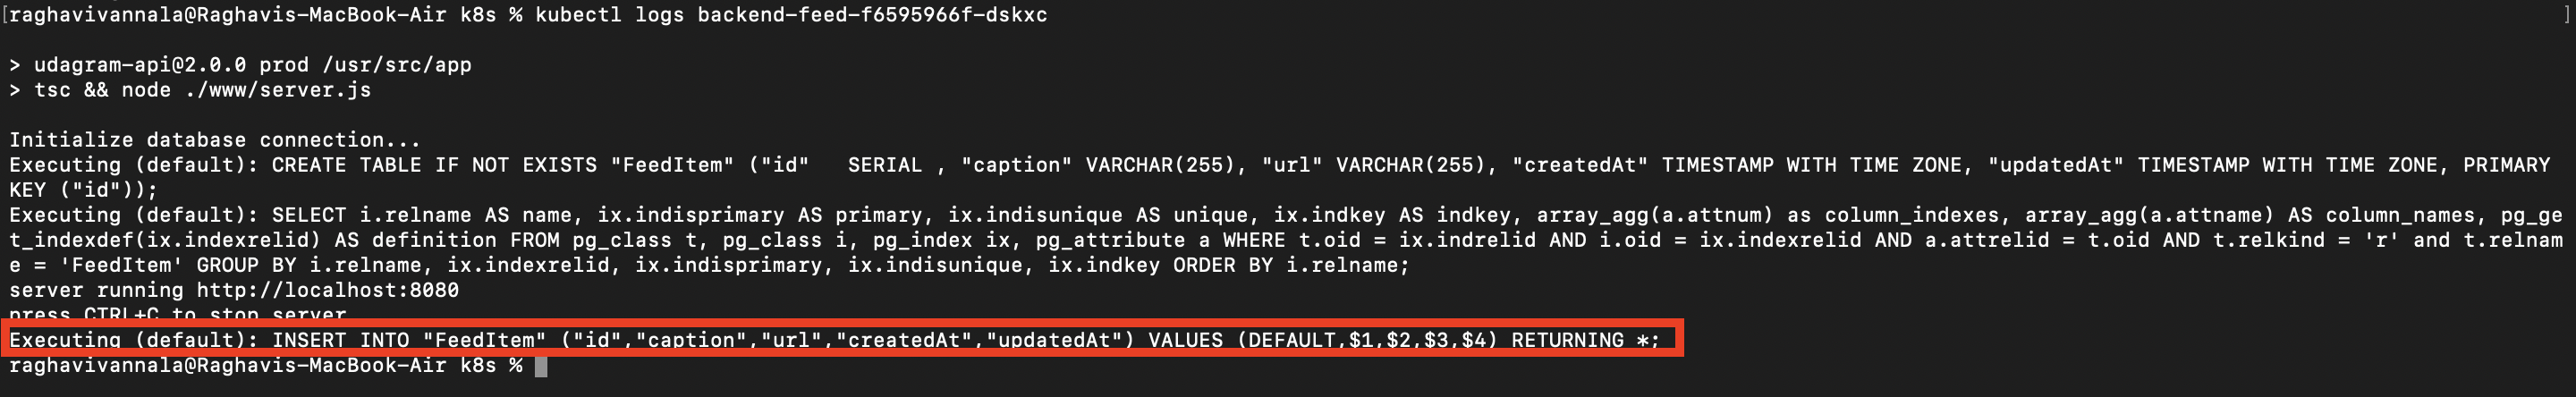 [raghavivannala@Raghavis-MacBook-Air k8s % kubectl logs backend-feed-f6595966f-dskxc ]
> udagram-api@2.0.0 prod /usr/src/app
> tsc && node ./www/server.js
Initialize database connection...
Executing (default): CREATE TABLE IF NOT EXISTS "FeedItem" ("id"   SERIAL , "caption" VARCHAR(255), "url" VARCHAR(255), "createdAt" TIMESTAMP WITH TIME ZONE, "updatedAt" TIMESTAMP WITH TIME ZONE, PRIMARY
KEY ("id"));
Executing (default): SELECT i.relname AS name, ix.indisprimary AS primary, ix.indisunique AS unique, ix.indkey AS indkey, array_agg(a.attnum) as column_indexes, array_agg(a.attname) AS column_names, pg_ge
t_indexdef(ix.indexrelid) AS definition FROM pg_class t, pg_class i, pg_index ix, pg_attribute a WHERE t.oid = ix.indrelid AND i.oid = ix.indexrelid AND a.attrelid = t.oid AND t.relkind = 'r' and t.relnam
e = 'FeedItem' GROUP BY i.relname, ix.indexrelid, ix.indisprimary, ix.indisunique, ix.indkey ORDER BY i.relname;
server running http://localhost:8080
press CTRL+C to stop server
Executing (default): INSERT INTO "FeedItem" ("id","caption","url","createdAt","updatedAt") VALUES (DEFAULT,$1,$2,$3,$4) RETURNING *;
raghavivannala@Raghavis-MacBook-Air k8s %